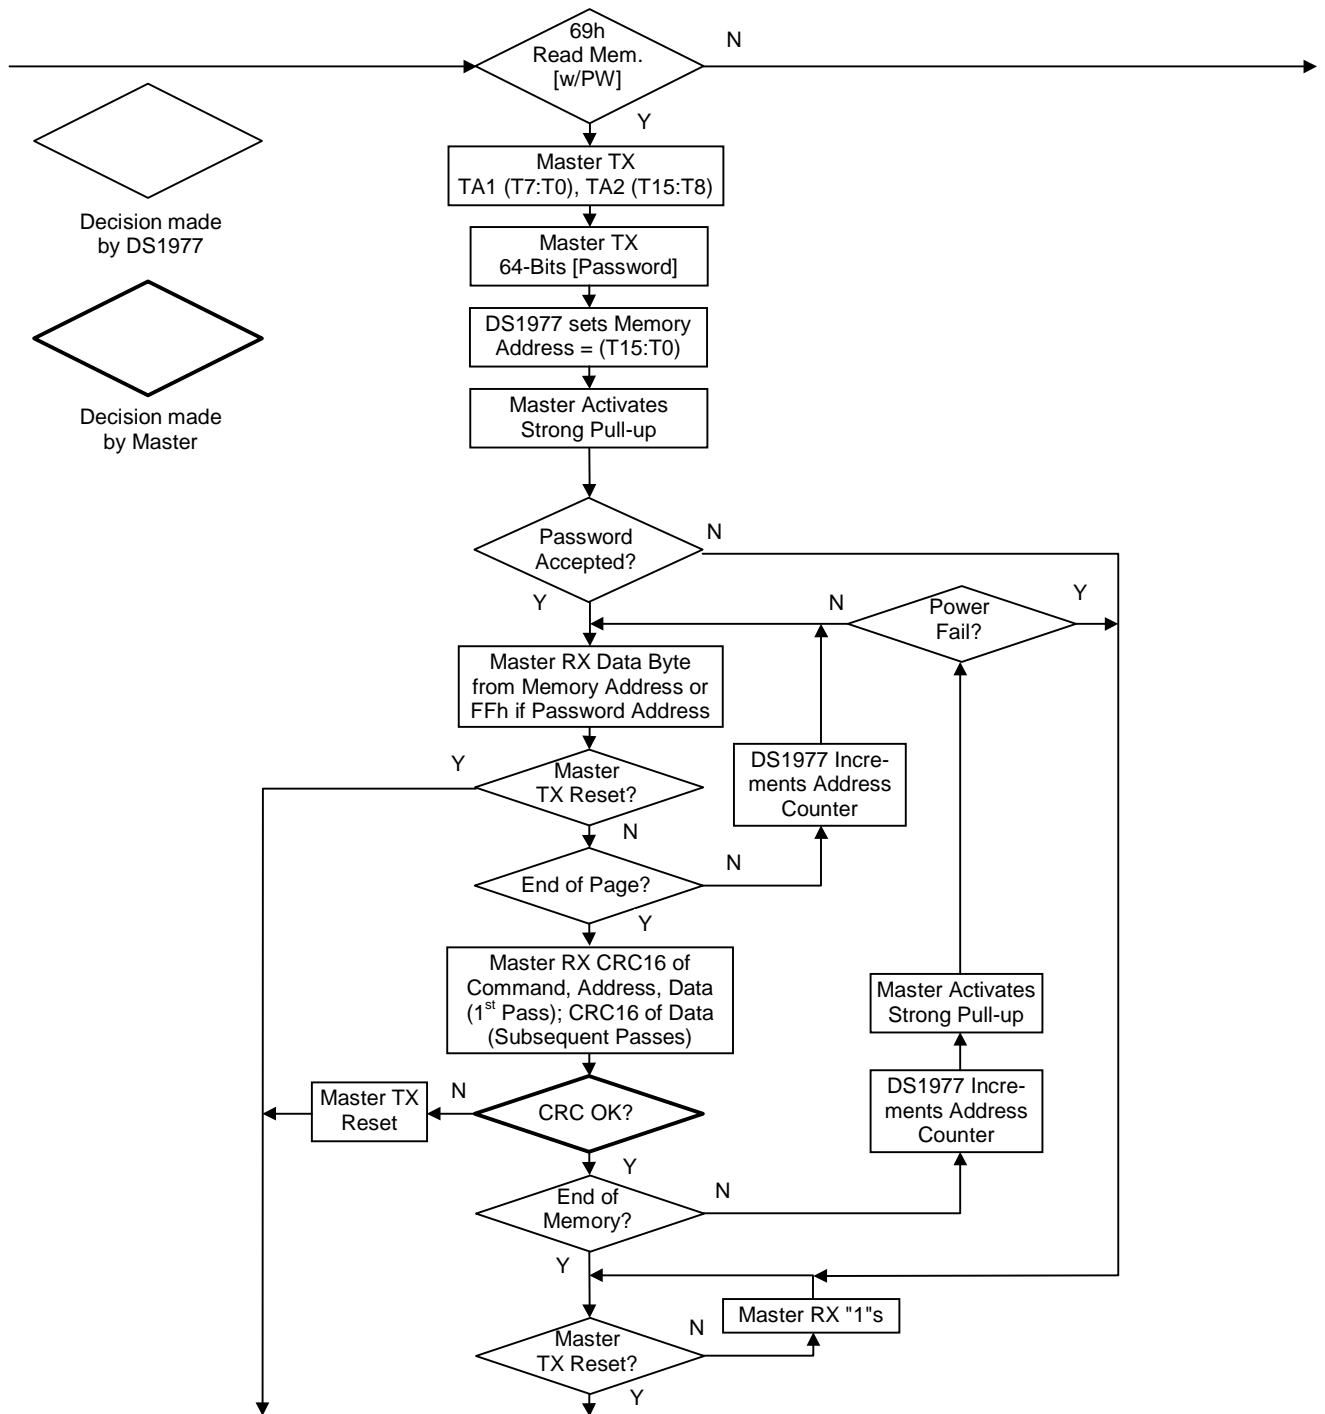 69h
Read Mem.
[w/PW]
N
Y
Decision made
by DS1977
Decision made
by Master
Master TX
TA1 (T7:T0), TA2 (T15:T8)
Master TX
64-Bits [Password]
DS1977 sets Memory
Address = (T15:T0)
Master Activates
Strong Pull-up
Password
Accepted?
N
Y
Power
Fail?
N
Y
Master RX Data Byte
from Memory Address or
FFh if Password Address
DS1977 Incre-
ments Address
Counter
Master
TX Reset?
Y
N
End of Page?
N
Y
Master RX CRC16 of
Command, Address, Data
(1st Pass); CRC16 of Data
(Subsequent Passes)
Master Activates
Strong Pull-up
DS1977 Incre-
ments Address
Counter
CRC OK?
N
Master TX
Reset
Y
End of
Memory?
N
Y
Master RX "1"s
Master
TX Reset?
N
Y